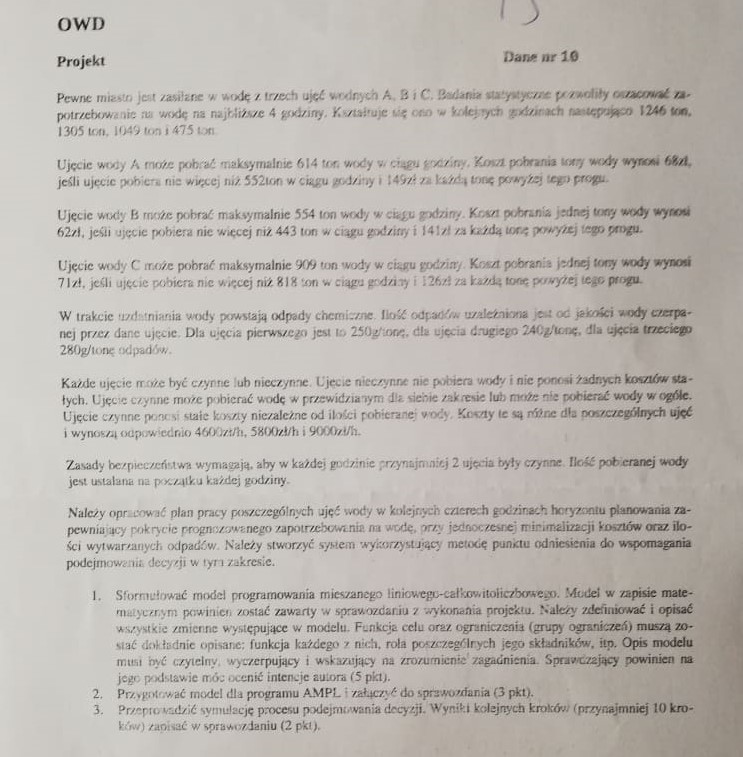 OWD
Projekt
Dane nr 10
Pewne miasto jest zasilane w wodę z trzech ujęć wodnych A, B i C. Badania statystyczne pozwoliły oszacować za-
potrzebowanie na wodę na najbliższe 4 godziny. Kształtuje się ono w kolejnych godzinach następująco 1246 ton,
1305 ton, 1049 ton i 475 ton.
Ujęcie wody A może pobrać maksymalnie 614 ton wody w ciągu godziny. Koszt pobrania tony wody wynosi 68zł,
jeśli ujęcie pobiera nie więcej niż 552ton w ciągu godziny i 149zł za każdą tonę powyżej tego progu.
Ujęcie wody B może pobrać maksymalnie 554 ton wody w ciągu godziny. Koszt pobrania jednej tony wody wynosi
62zł, jeśli ujęcie pobiera nie więcej niż 443 ton w ciągu godziny i 141zł za każdą tonę powyżej tego progu.
Ujęcie wody C może pobrać maksymalnie 909 ton wody w ciągu godziny. Koszt pobrania jednej tony wody wynosi
71zł, jeśli ujęcie pobiera nie więcej niż 818 ton w ciągu godziny i 126zł za każdą tonę powyżej tego progu.
W trakcie uzdatniania wody powstają odpady chemiczne. Ilość odpadów uzależniona jest od jakości wody czerpa-
nej przez dane ujęcie. Dla ujęcia pierwszego jest to 250g/tonę, dla ujęcia drugiego 240g/tonę, dla ujęcia trzeciego
280g/tonę odpadów.
Każde ujęcie może być czynne lub nieczynne. Ujęcie nieczynne nie pobiera wody i nie ponosi żadnych kosztów sta-
łych. Ujęcie czynne może pobierać wodę w przewidzianym dla siebie zakresie lub może nie pobierać wody w ogóle.
Ujęcie czynne ponosi stałe koszty niezależne od ilości pobieranej wody. Koszty te są różne dla poszczególnych ujęć
i wynoszą odpowiednio 4600zł/h, 5800zł/h i 9000zł/h.
Zasady bezpieczeństwa wymagają, aby w każdej godzinie przynajmniej 2 ujęcia były czynne. Ilość pobieranej wody
jest ustalana na początku każdej godziny.
Należy opracować plan pracy poszczególnych ujęć wody w kolejnych czterech godzinach horyzontu planowania za-
pewniający pokrycie prognozowanego zapotrzebowania na wodę, przy jednoczesnej minimalizacji kosztów oraz ilo-
ści wytwarzanych odpadów. Należy stworzyć system wykorzystujący metodę punktu odniesienia do wspomagania
podejmowania decyzji w tym zakresie.
1. Sformułować model programowania mieszanego liniowego-całkowitoliczbowego. Model w zapisie mate-
matycznym powinien zostać zawarty w sprawozdaniu z wykonania projektu. Należy zdefiniować i opisać
wszystkie zmienne występujące w modelu. Funkcja celu oraz ograniczenia (grupy ograniczeń) muszą zo-
stać dokładnie opisane: funkcja każdego z nich, rola poszczególnych jego składników, itp. Opis modelu
musi być czytelny, wyczerpujący i wskazujący na zrozumienie zagadnienia. Sprawdzający powinien na
jego podstawie móc ocenić intencje autora (5 pkt).
2. Przygotować model dla programu AMPL i załączyć do sprawozdania (3 pkt).
3. Przeprowadzić symulację procesu podejmowania decyzji. Wyniki kolejnych kroków (przynajmniej 10 kro-
ków) zapisać w sprawozdaniu (2 pkt).